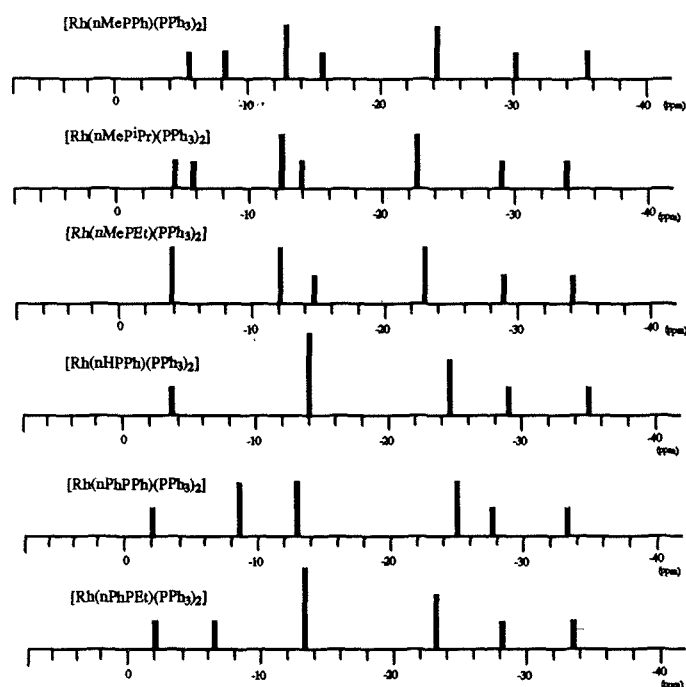 [Rh(nMePPh)(PPh3)2]
0 -10 -20 -30 -40 (ppm)
[Rh(nMePiPr)(PPh3)2]
0 -10 -20 -30 -40 (ppm)
[Rh(nMePEt)(PPh3)2]
0 -10 -20 -30 -40 (ppm)
[Rh(nHPPh)(PPh3)2]
0 -10 -20 -30 -40 (ppm)
[Rh(nPhPPh)(PPh3)2]
0 -10 -20 -30 -40 (ppm)
[Rh(nPhPEt)(PPh3)2]
0 -10 -20 -30 -40 (ppm)